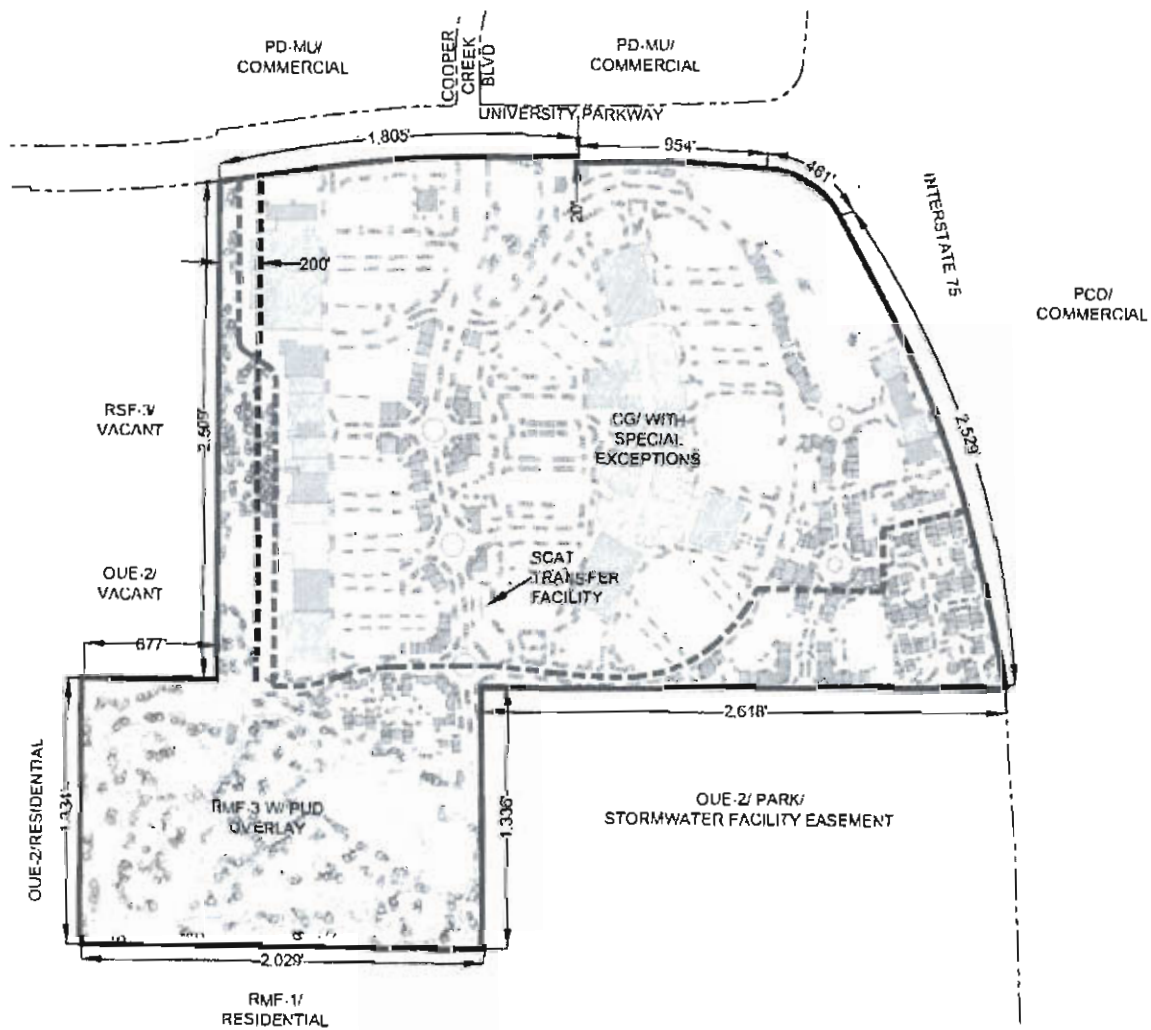 PD-MU/
COMMERCIAL
COOPER
CREEK
BLVD
PD-MU/
COMMERCIAL
UNIVERSITY PARKWAY
1,805'
954'
461'
INTERSTATE 75
20'
200'
PCD/
COMMERCIAL
RSF-3/
VACANT
2,509'
CG/ WITH
SPECIAL
EXCEPTIONS
2,529'
SCAT
TRANSFER
FACILITY
OUE-2/
VACANT
677'
2,618'
OUE-2/RESIDENTIAL
1,331'
RMF-3 W/ PUD
OVERLAY
1,336'
OUE-2/ PARK/
STORMWATER FACILITY EASEMENT
2,029'
RMF-1/
RESIDENTIAL